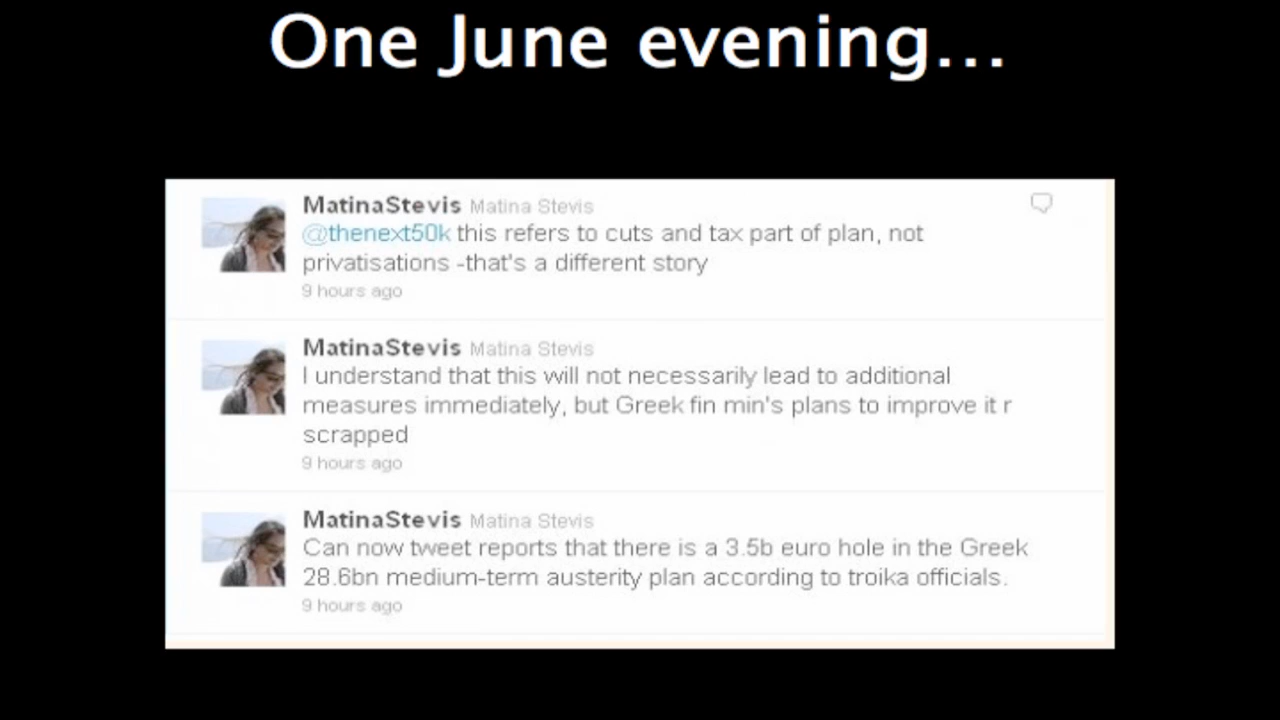 One June evening...
MatinaStevis Matina Stevis
@thenext50k this refers to cuts and tax part of plan, not
privatisations -that's a different story
9 hours ago
MatinaStevis Matina Stevis
I understand that this will not necessarily lead to additional
measures immediately, but Greek fin min's plans to improve it r
scrapped
9 hours ago
MatinaStevis Matina Stevis
Can now tweet reports that there is a 3.5b euro hole in the Greek
28.6bn medium-term austerity plan according to troika officials.
9 hours ago